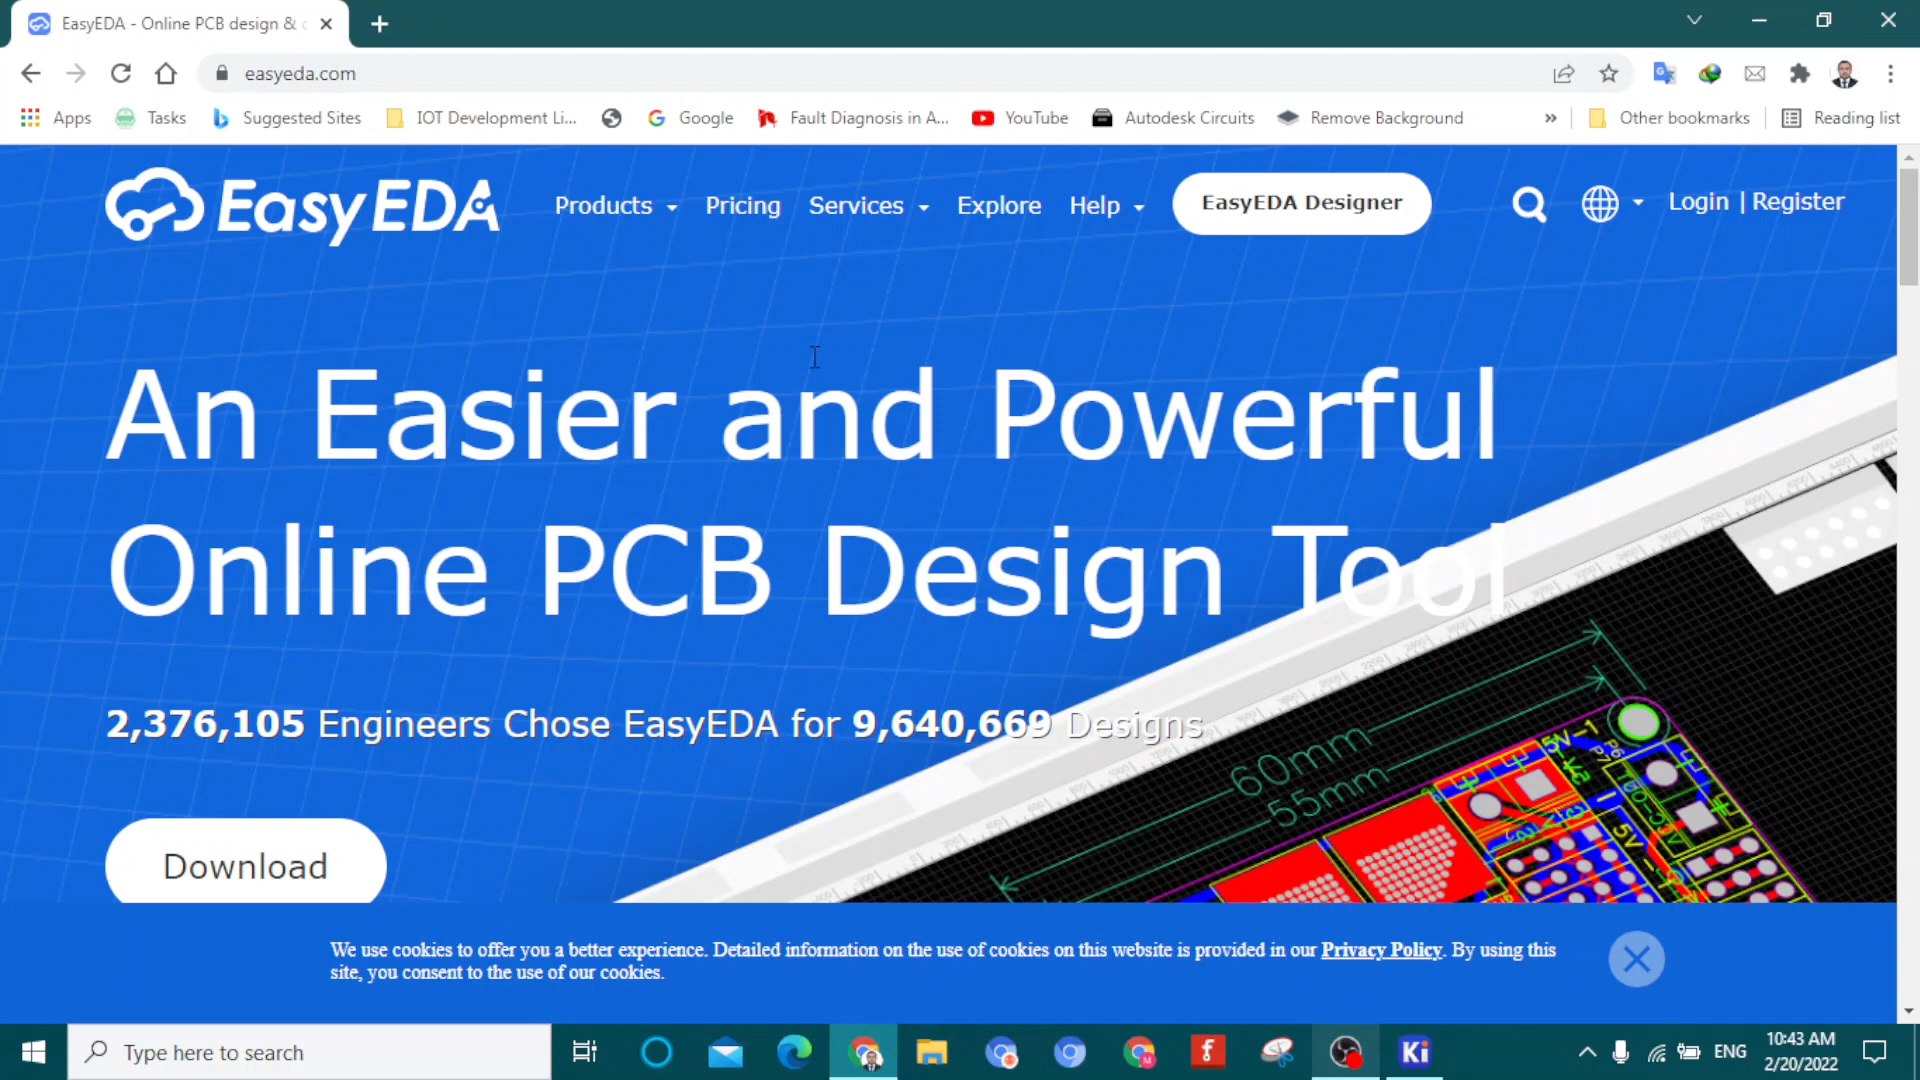 EasyEDA - Online PCB design &
easyeda.com
Apps
Tasks
Suggested Sites
IOT Development Li...
Google
Fault Diagnosis in A...
YouTube
Autodesk Circuits
Remove Background
»
Other bookmarks
Reading list
EasyEDA
Products
Pricing
Services
Explore
Help
EasyEDA Designer
Login | Register
An Easier and Powerful
Online PCB Design Tool
2,376,105 Engineers Chose EasyEDA for 9,640,669 Designs
60mm
55mm
5V-1
P6
P7
Download
We use cookies to offer you a better experience. Detailed information on the use of cookies on this website is provided in our Privacy Policy. By using this
site, you consent to the use of our cookies.
Type here to search
Ki
ENG
10:43 AM
2/20/2022